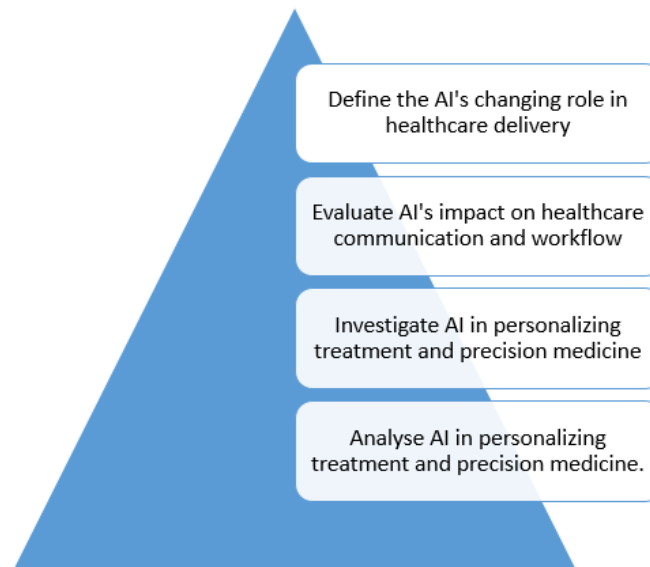 Define the AI's changing role in
healthcare delivery
Evaluate AI's impact on healthcare
communication and workflow
Investigate AI in personalizing
treatment and precision medicine
Analyse AI in personalizing
treatment and precision medicine.